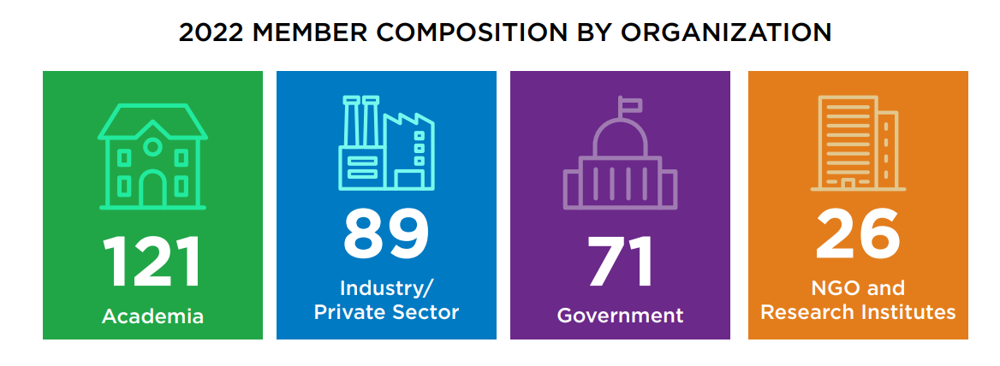 2022 MEMBER COMPOSITION BY ORGANIZATION
121
Academia
89
Industry/
Private Sector
71
Government
26
NGO and
Research Institutes